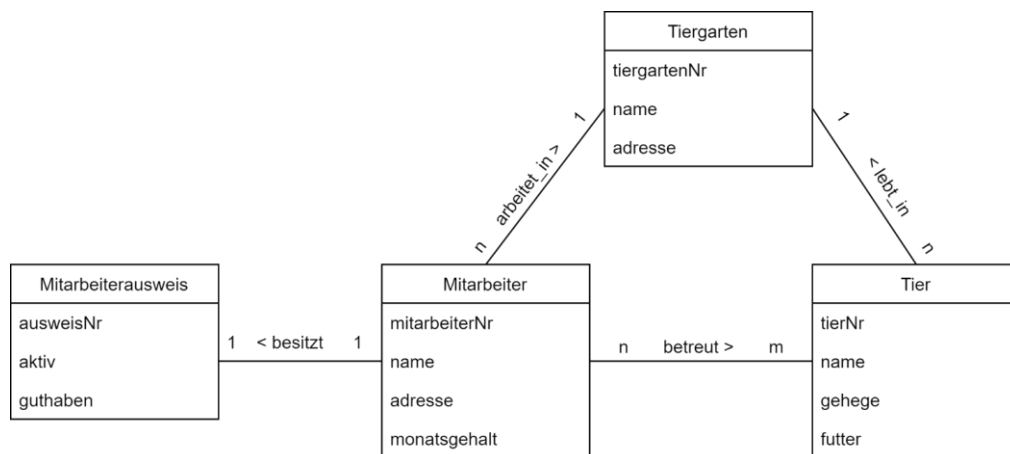 Tiergarten
tiergartenNr
name
adresse
1
arbeitet_in >
n
1
< lebt_in
n
Mitarbeiterausweis
ausweisNr
aktiv
guthaben
1 < besitzt 1
Mitarbeiter
mitarbeiterNr
name
adresse
monatsgehalt
n betreut > m
Tier
tierNr
name
gehege
futter